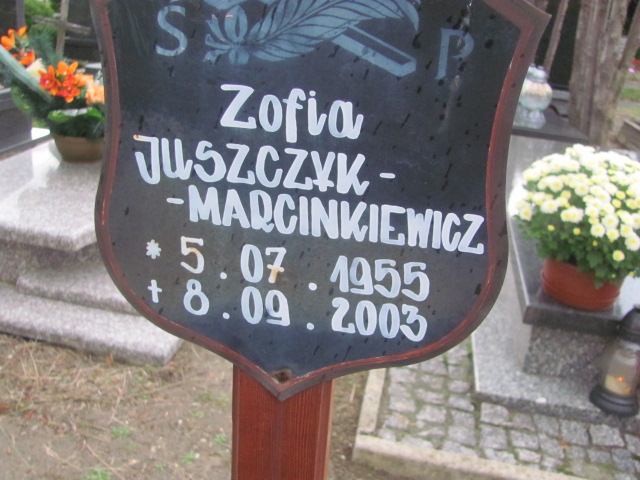 S P
Zofia
JUSZCZYK-
-MARCINKIEWICZ
* 5.07.1955
† 8.09.2003